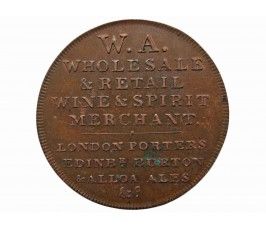 W.A.
WHOLESALE
& RETAIL
WINE & SPIRIT
MERCHANT.
LONDON PORTERS
EDINBH. BURTON
& ALLOA ALES
&c